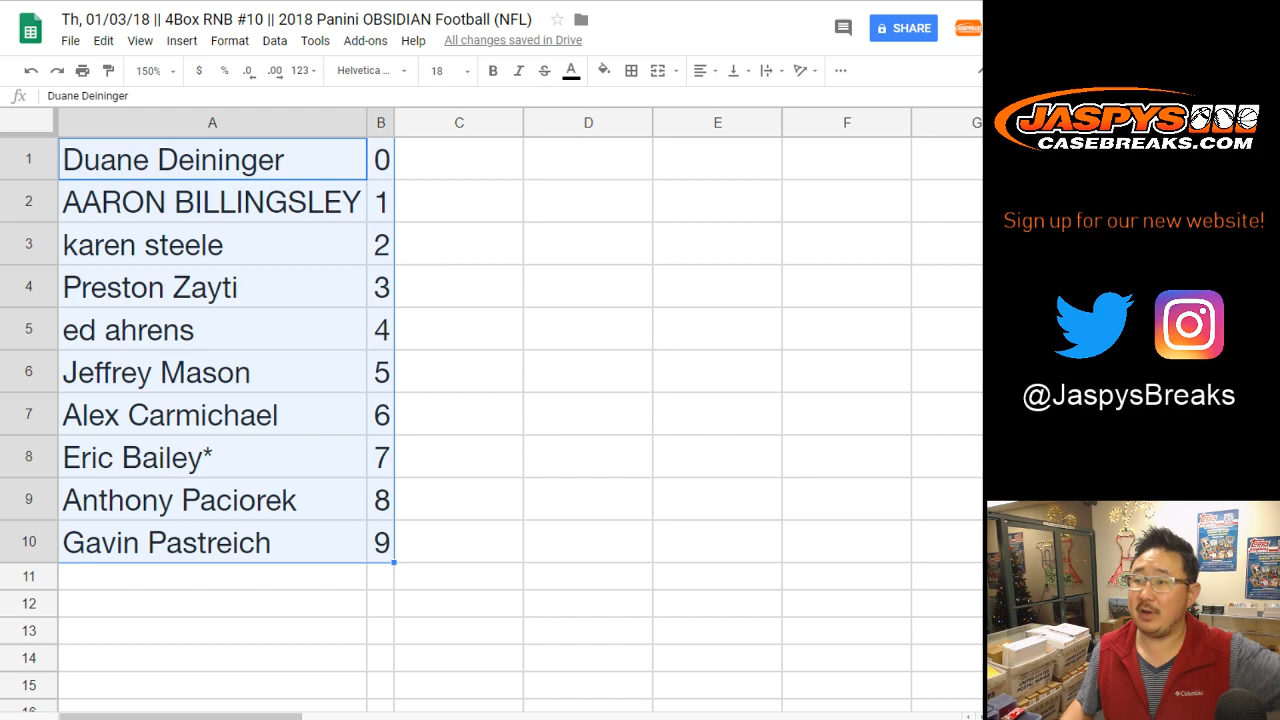 Th, 01/03/18 || 4Box RNB #10 || 2018 Panini OBSIDIAN Football (NFL)
File Edit View Insert Format Data Tools Add-ons Help All changes saved in Drive
SHARE
150% $ % .0 .00 123 Helvetica ... 18 B I S A
fx Duane Deininger
A B C D E F G
1 Duane Deininger 0
2 AARON BILLINGSLEY 1
3 karen steele 2
4 Preston Zayti 3
5 ed ahrens 4
6 Jeffrey Mason 5
7 Alex Carmichael 6
8 Eric Bailey* 7
9 Anthony Paciorek 8
10 Gavin Pastreich 9
11
12
13
14
15
16
JASPYS
CASEBREAKS.COM
Sign up for our new website!
@JaspysBreaks
Topps
Topps
Columbia